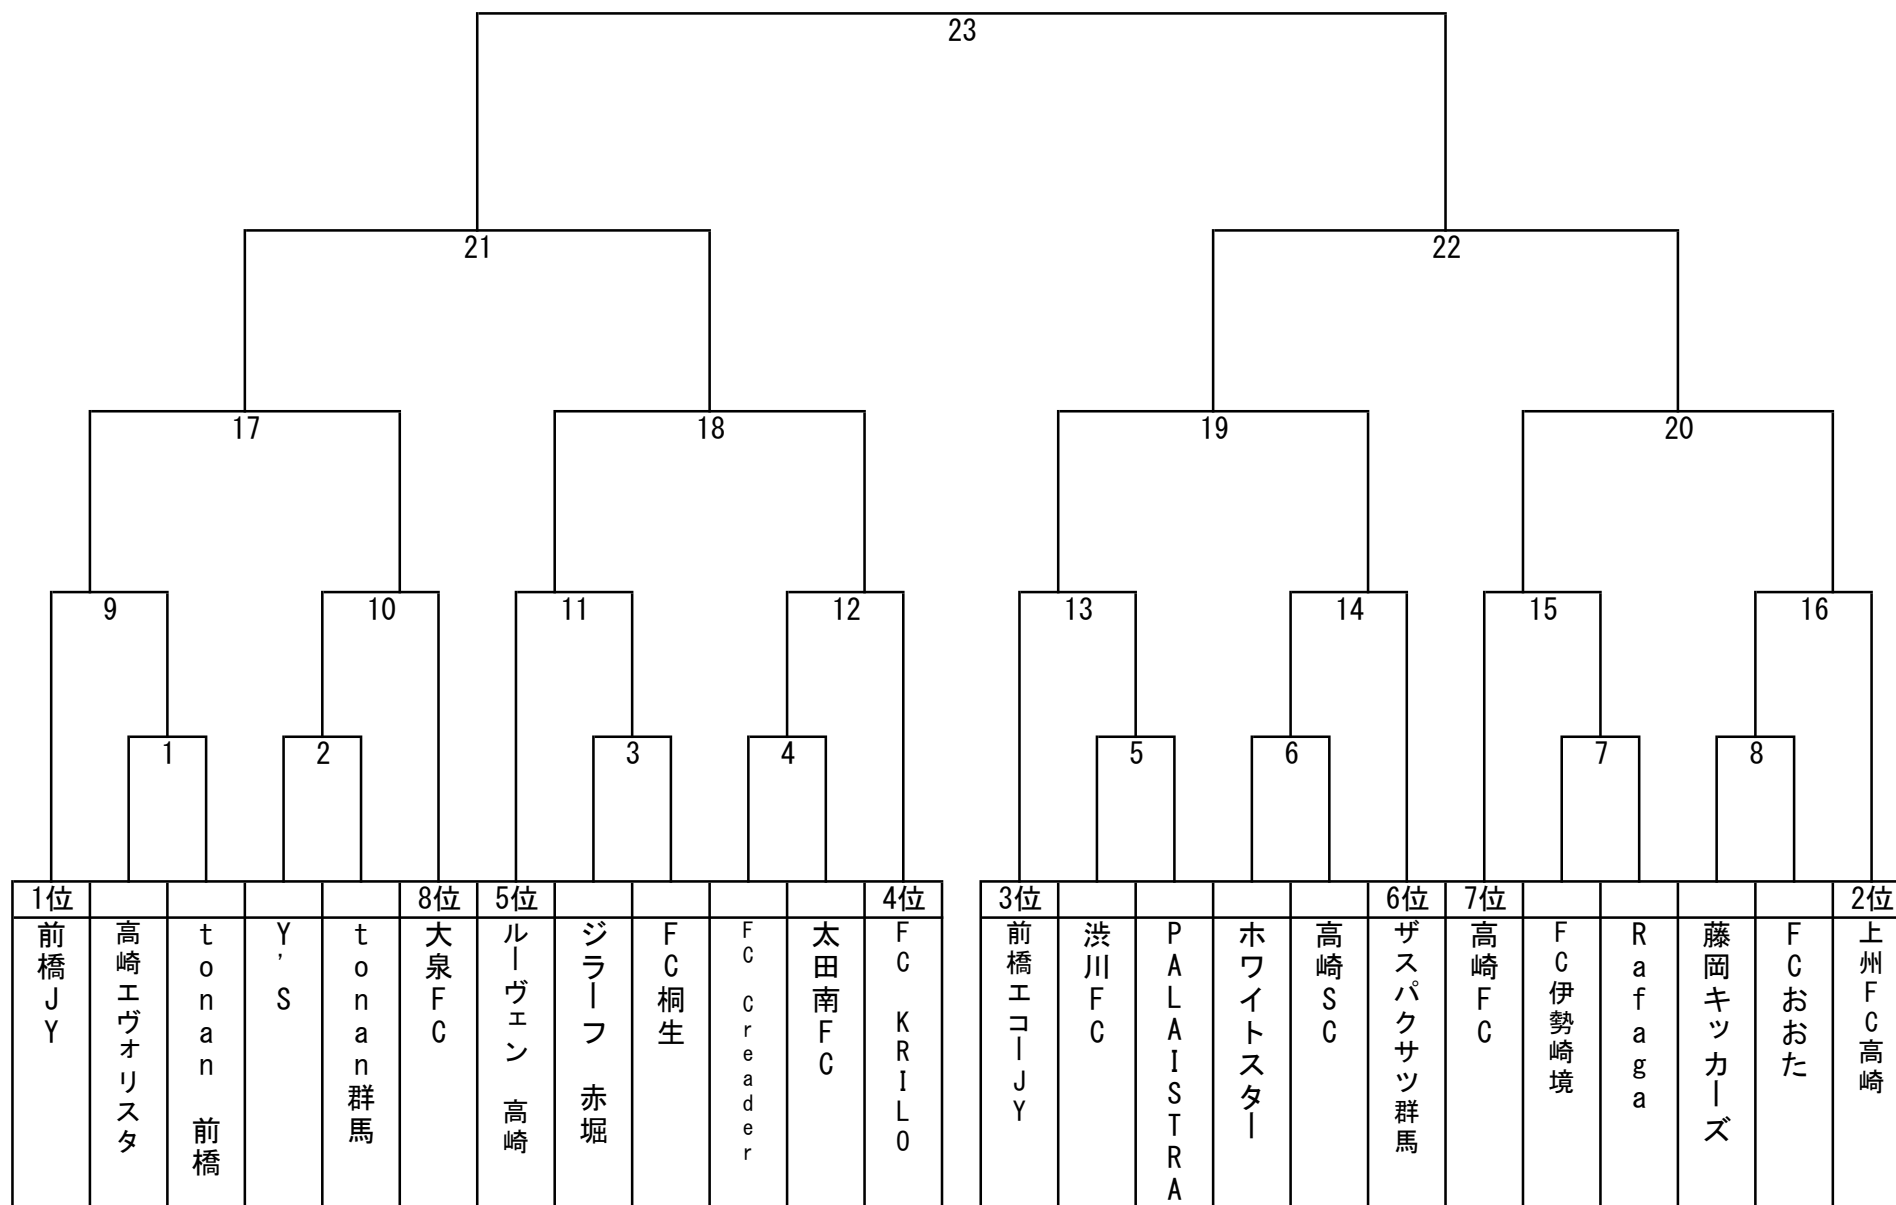 23
21
22
17
18
19
20
9
10
11
12
13
14
15
16
1
2
3
4
5
6
7
8
1位
8位
5位
4位
3位
6位
7位
2位
前橋JY
高崎エヴォリスタ
tonan 前橋
Y'S
tonan群馬
大泉FC
ルーヴェン 高崎
ジラーフ 赤堀
FC桐生
FC Creader
太田南FC
FC KRILO
前橋エコーJY
渋川FC
PALAISTRA
ホワイトスター
高崎SC
ザスパクサツ群馬
高崎FC
FC伊勢崎境
Rafaga
藤岡キッカーズ
FCおおた
上州FC高崎